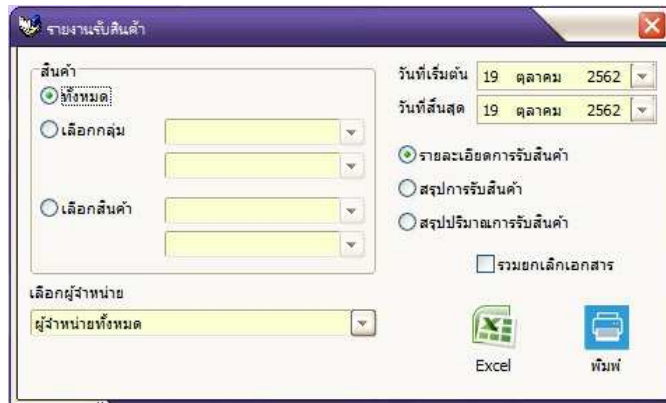 รายงานรับสินค้า
สินค้า
ทั้งหมด
เลือกกลุ่ม
เลือกสินค้า
เลือกผู้จำหน่าย
ผู้จำหน่ายทั้งหมด
วันที่เริ่มต้น 19 ตุลาคม 2562
วันที่สิ้นสุด 19 ตุลาคม 2562
รายละเอียดการรับสินค้า
สรุปการรับสินค้า
สรุปปริมาณการรับสินค้า
รวมยกเลิกเอกสาร
Excel พิมพ์